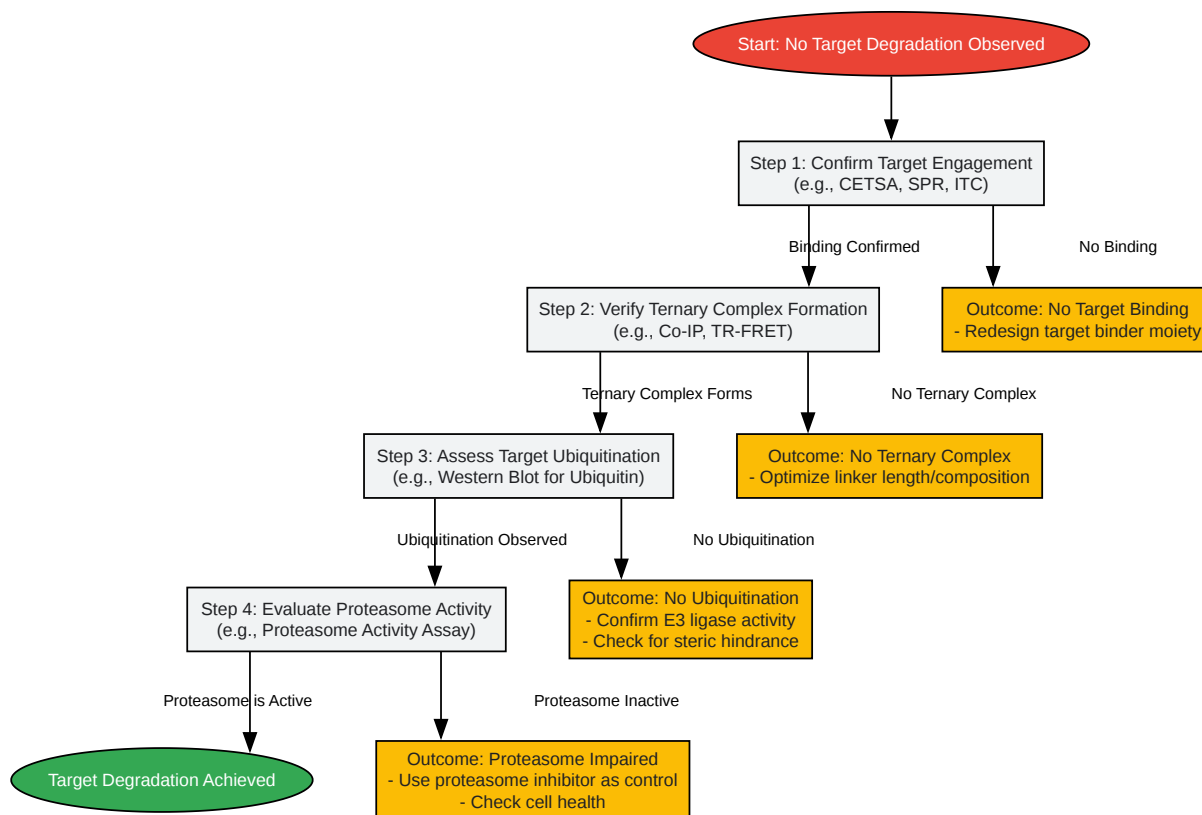 Start: No Target Degradation Observed
Step 1: Confirm Target Engagement
(e.g., CETSA, SPR, ITC)
Binding Confirmed
No Binding
Step 2: Verify Ternary Complex Formation
(e.g., Co-IP, TR-FRET)
Outcome: No Target Binding
- Redesign target binder moiety
Ternary Complex Forms
No Ternary Complex
Step 3: Assess Target Ubiquitination
(e.g., Western Blot for Ubiquitin)
Outcome: No Ternary Complex
- Optimize linker length/composition
Ubiquitination Observed
No Ubiquitination
Step 4: Evaluate Proteasome Activity
(e.g., Proteasome Activity Assay)
Outcome: No Ubiquitination
- Confirm E3 ligase activity
- Check for steric hindrance
Proteasome is Active
Proteasome Inactive
Target Degradation Achieved
Outcome: Proteasome Impaired
- Use proteasome inhibitor as control
- Check cell health